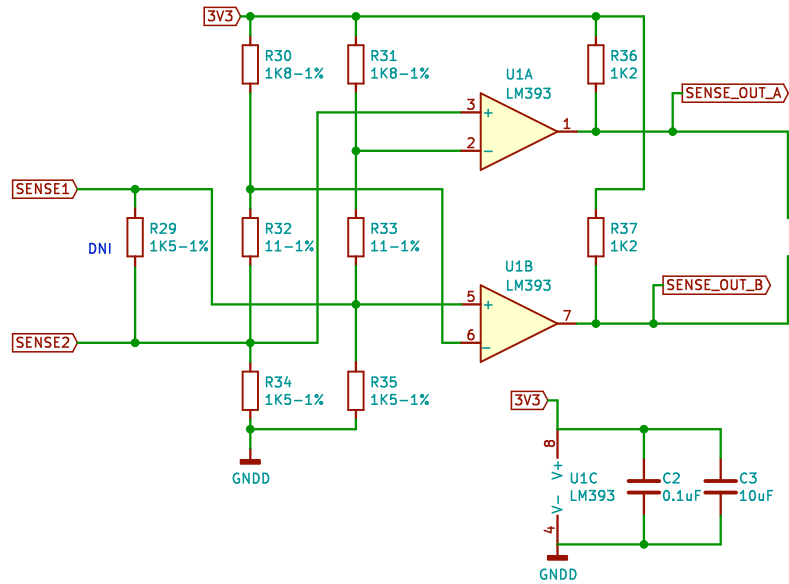 3V3
R30
1K8-1%
R31
1K8-1%
R36
1K2
U1A
LM393
SENSE_OUT_A
3
+
1
2
-
SENSE1
R29
1K5-1%
DNI
R32
11-1%
R33
11-1%
R37
1K2
U1B
LM393
SENSE_OUT_B
5
+
7
6
-
SENSE2
R34
1K5-1%
R35
1K5-1%
GNDD
3V3
8
V+
U1C
LM393
V-
4
C2
0.1uF
C3
10uF
GNDD